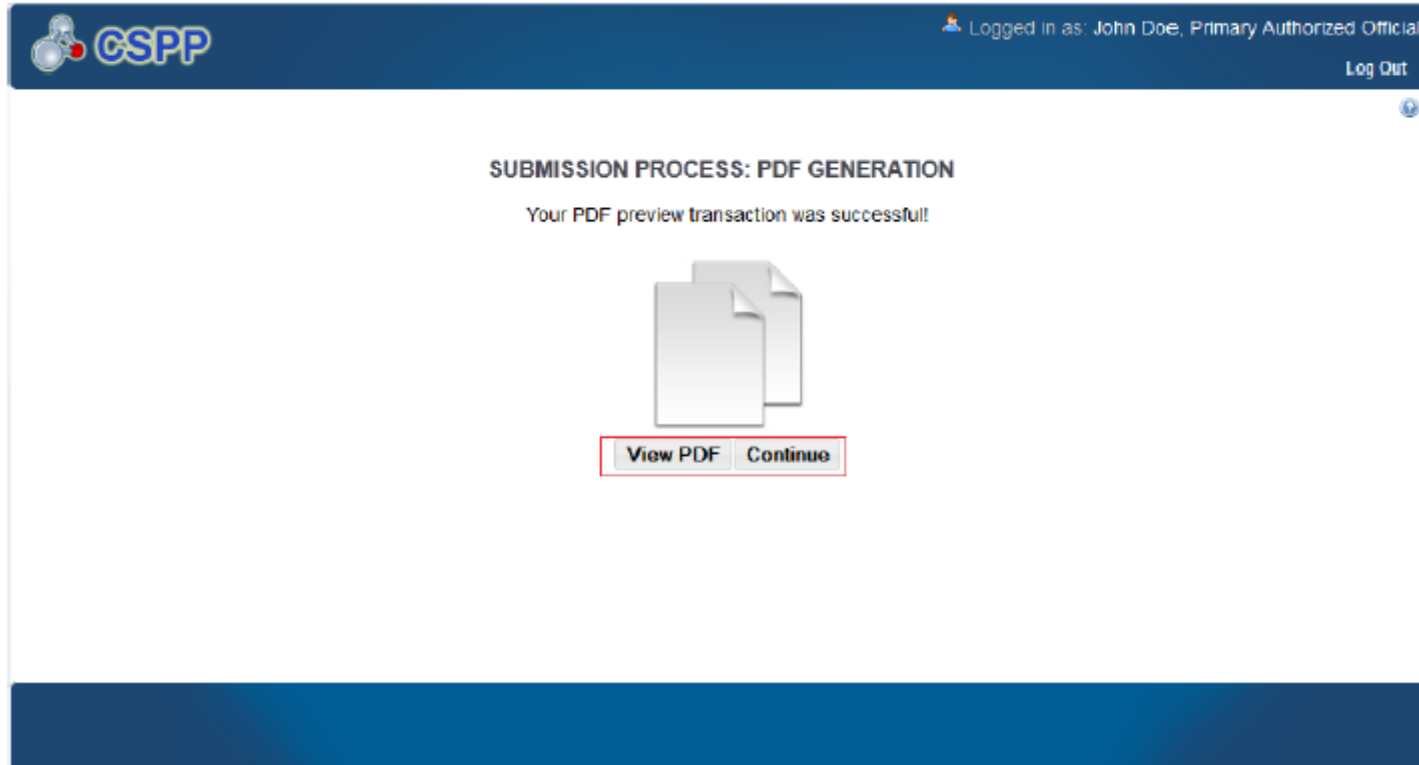 CSPP
Logged in as: John Doe, Primary Authorized Official
Log Out
SUBMISSION PROCESS: PDF GENERATION
Your PDF preview transaction was successful!
View PDF Continue